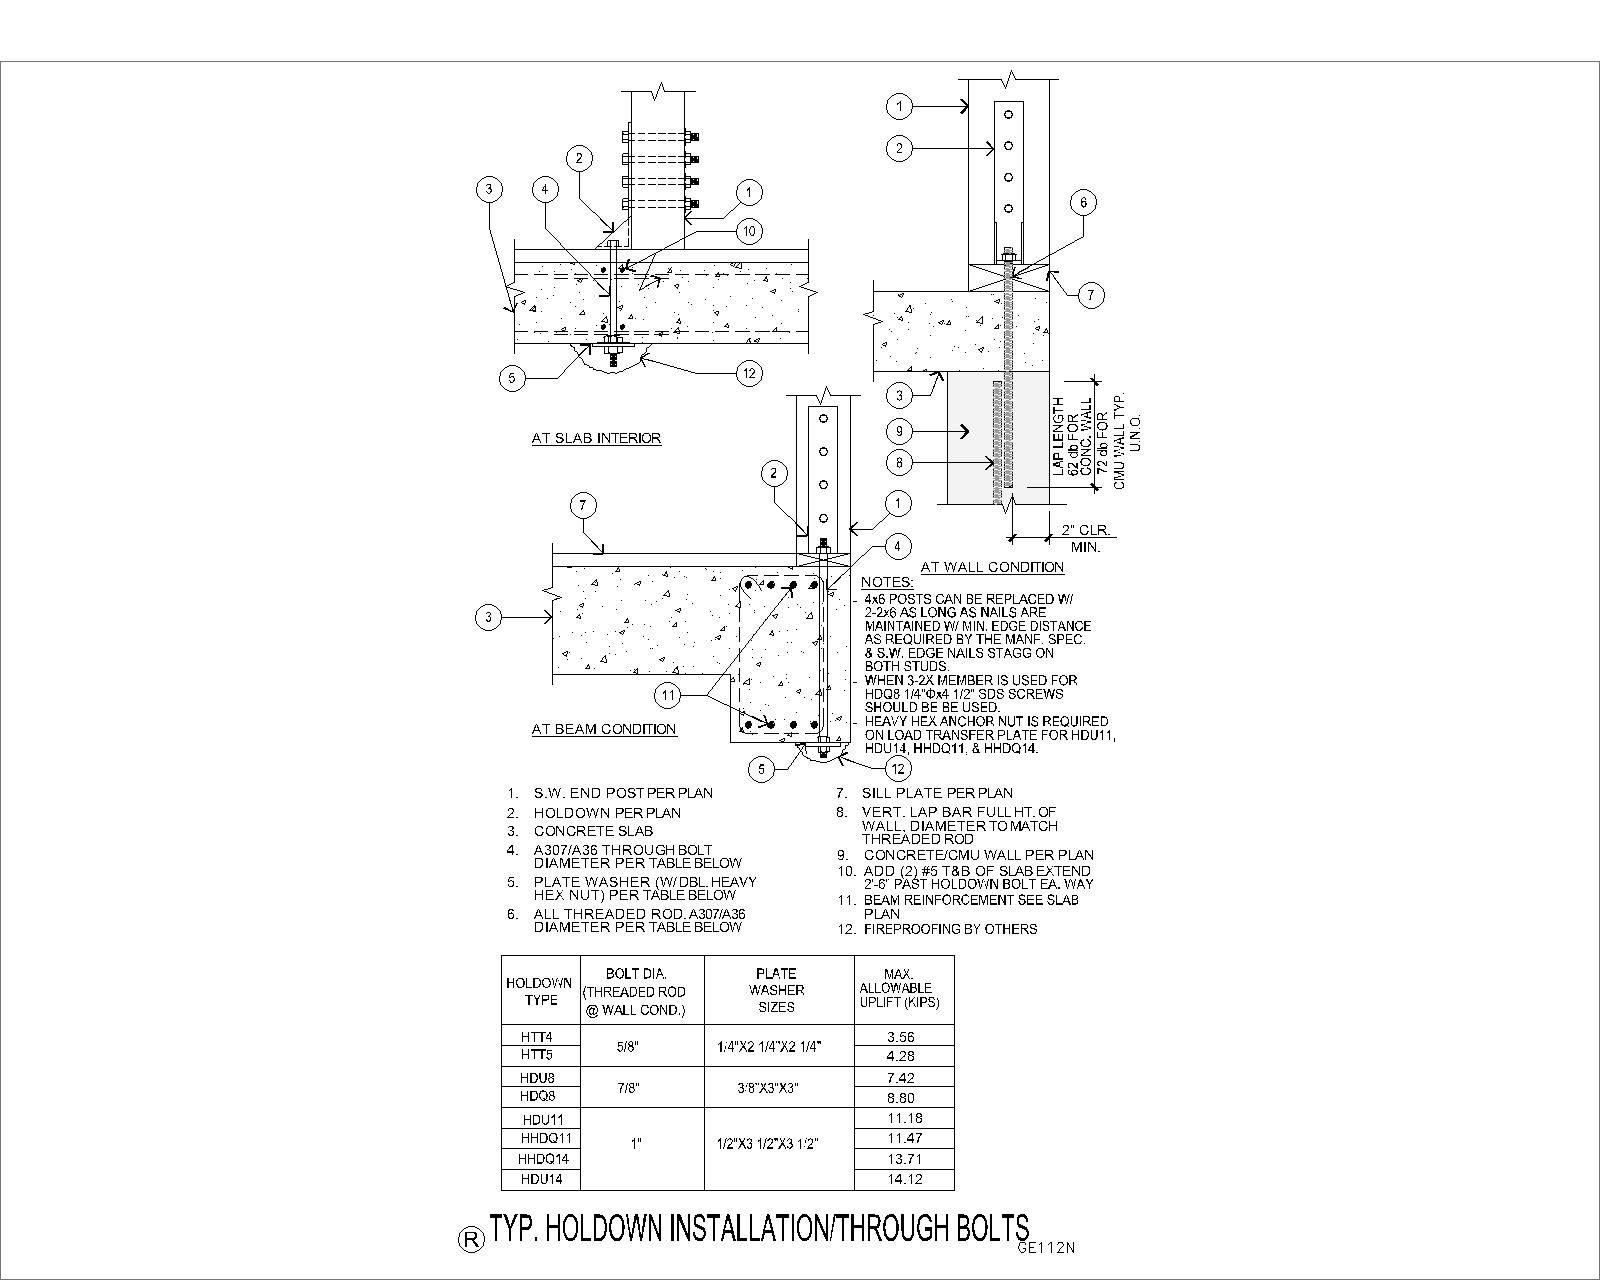 1
2
3
4
2
1
10
5
12
AT SLAB INTERIOR
1
2
6
7
3
9
8
LAP LENGTH
62 db FOR
CONC. WALL
72 db FOR
CMU WALL TYP.
U.N.O.
2" CLR.
MIN.
AT WALL CONDITION
2
7
1
4
3
11
5
12
AT BEAM CONDITION
NOTES:
- 4x6 POSTS CAN BE REPLACED W/
2-2x6 AS LONG AS NAILS ARE
MAINTAINED W/ MIN. EDGE DISTANCE
AS REQUIRED BY THE MANF. SPEC.
& S.W. EDGE NAILS STAGG ON
BOTH STUDS.
- WHEN 3-2X MEMBER IS USED FOR
HDQ8 1/4"Φx4 1/2" SDS SCREWS
SHOULD BE BE USED.
- HEAVY HEX ANCHOR NUT IS REQUIRED
ON LOAD TRANSFER PLATE FOR HDU11,
HDU14, HHDQ11, & HHDQ14.
1. S.W. END POST PER PLAN
2. HOLDOWN PER PLAN
3. CONCRETE SLAB
4. A307/A36 THROUGH BOLT
DIAMETER PER TABLE BELOW
5. PLATE WASHER (W/ DBL. HEAVY
HEX NUT) PER TABLE BELOW
6. ALL THREADED ROD. A307/A36
DIAMETER PER TABLE BELOW
7. SILL PLATE PER PLAN
8. VERT. LAP BAR FULL HT. OF
WALL, DIAMETER TO MATCH
THREADED ROD
9. CONCRETE/CMU WALL PER PLAN
10. ADD (2) #5 T&B OF SLAB EXTEND
2'-6" PAST HOLDOWN BOLT EA. WAY
11. BEAM REINFORCEMENT SEE SLAB
PLAN
12. FIREPROOFING BY OTHERS
HOLDOWN
TYPE
BOLT DIA.
(THREADED ROD
@ WALL COND.)
PLATE
WASHER
SIZES
MAX.
ALLOWABLE
UPLIFT (KIPS)
HTT4
HTT5
5/8"
1/4"X2 1/4"X2 1/4"
3.56
4.28
HDU8
HDQ8
7/8"
3/8"X3"X3"
7.42
8.80
HDU11
HHDQ11
HHDQ14
HDU14
1"
1/2"X3 1/2"X3 1/2"
11.18
11.47
13.71
14.12
R TYP. HOLDOWN INSTALLATION/THROUGH BOLTS
GE112N